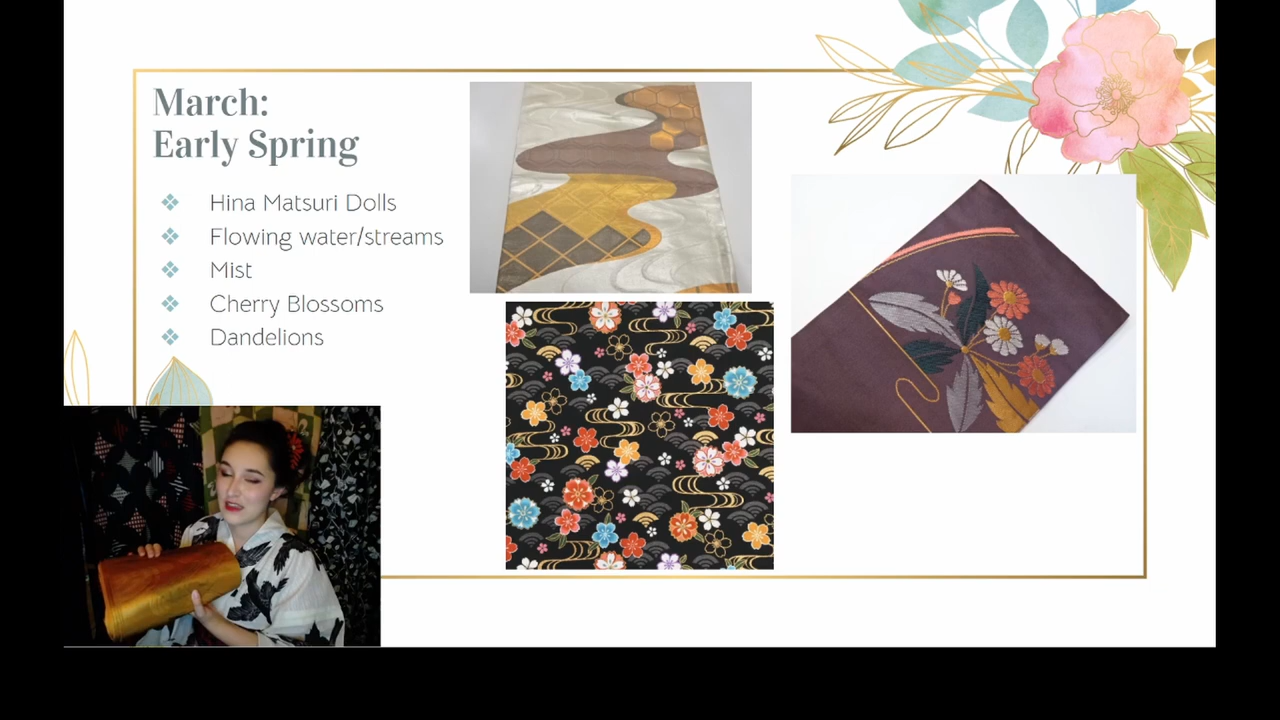 March:
Early Spring
❖ Hina Matsuri Dolls
❖ Flowing water/streams
❖ Mist
❖ Cherry Blossoms
❖ Dandelions